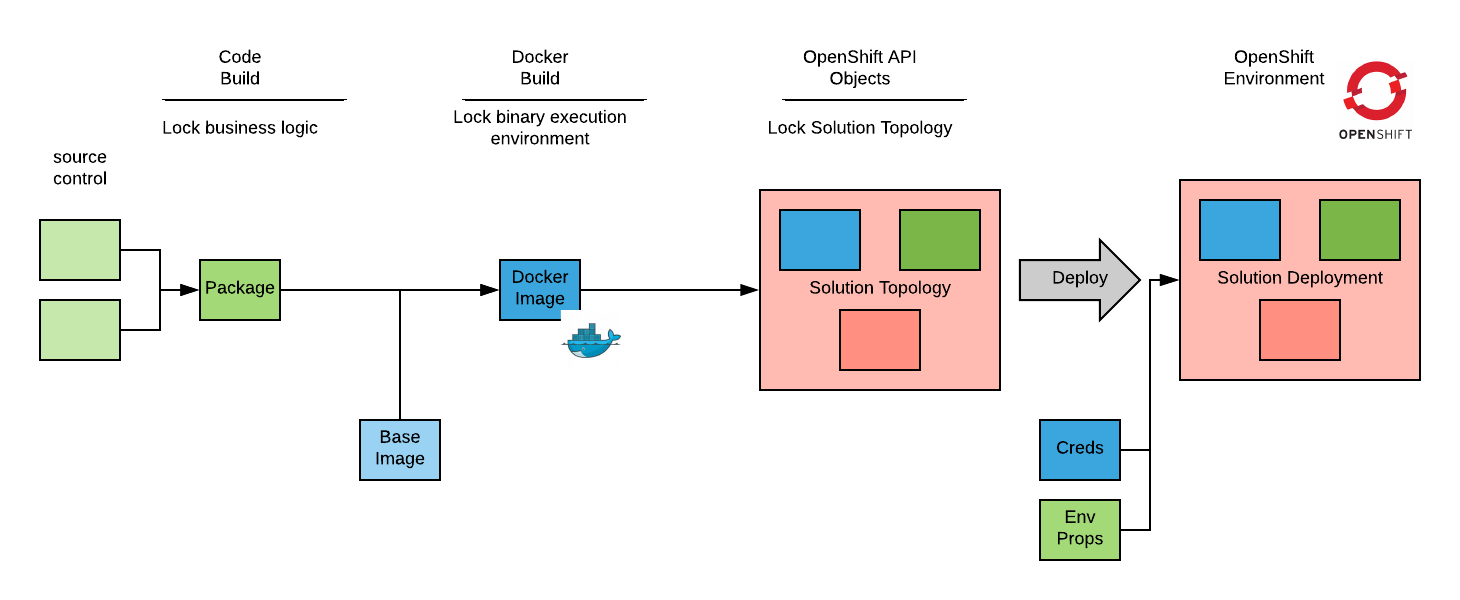 Code
Build
Lock business logic
Docker
Build
Lock binary execution
environment
OpenShift API
Objects
Lock Solution Topology
OpenShift
Environment
OPENSHIFT
source
control
Package
Docker
Image
Base
Image
Solution Topology
Deploy
Solution Deployment
Creds
Env
Props